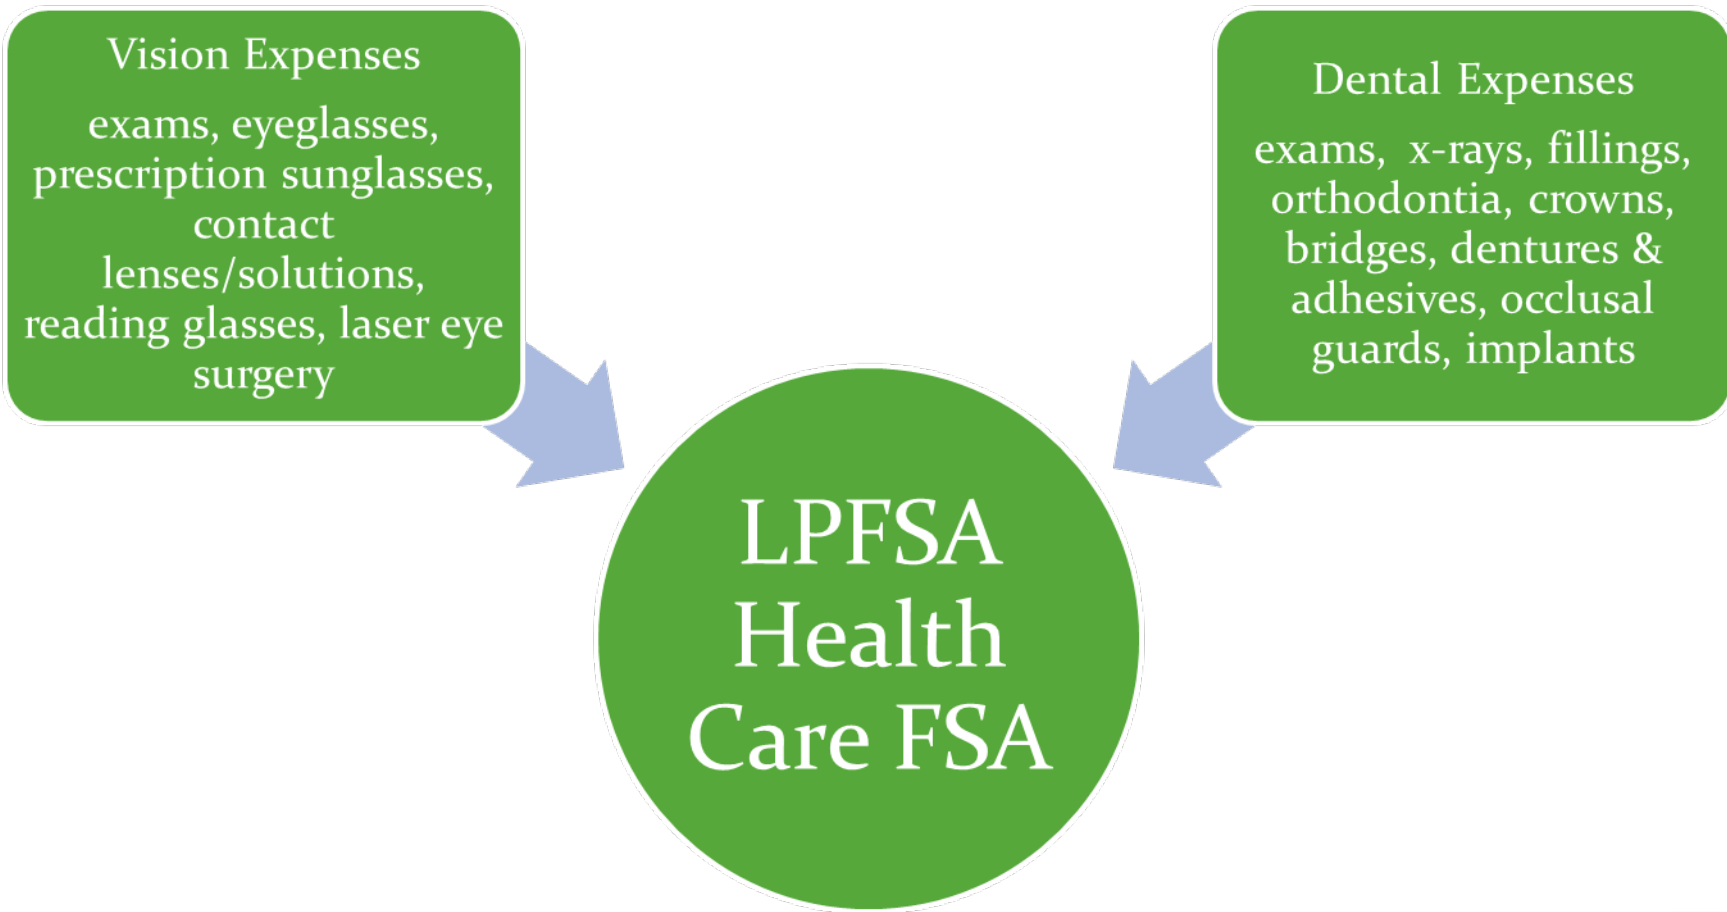 Vision Expenses
exams, eyeglasses,
prescription sunglasses,
contact
lenses/solutions,
reading glasses, laser eye
surgery
Dental Expenses
exams,  x-rays, fillings,
orthodontia, crowns,
bridges, dentures &
adhesives, occlusal
guards, implants
LPFSA
Health
Care FSA